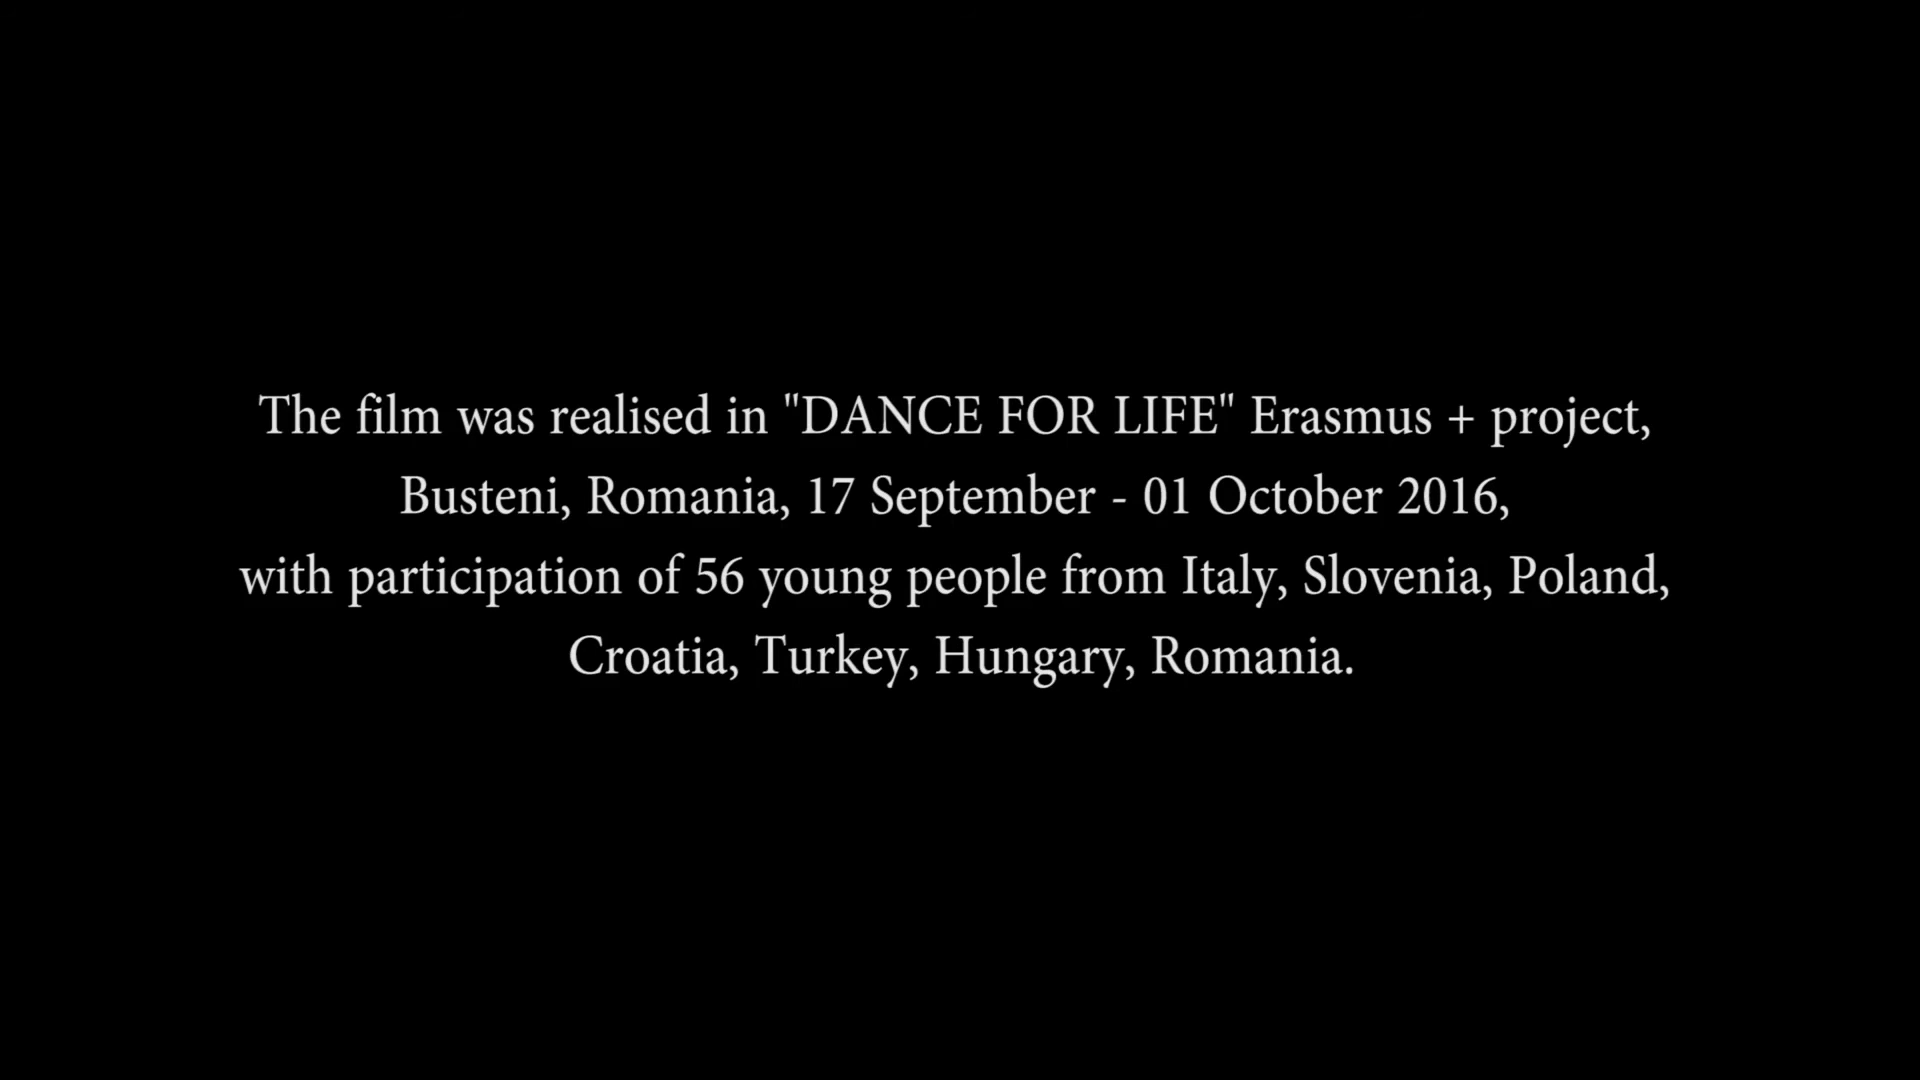 The film was realised in "DANCE FOR LIFE" Erasmus + project,
Busteni, Romania, 17 September - 01 October 2016,
with participation of 56 young people from Italy, Slovenia, Poland,
Croatia, Turkey, Hungary, Romania.